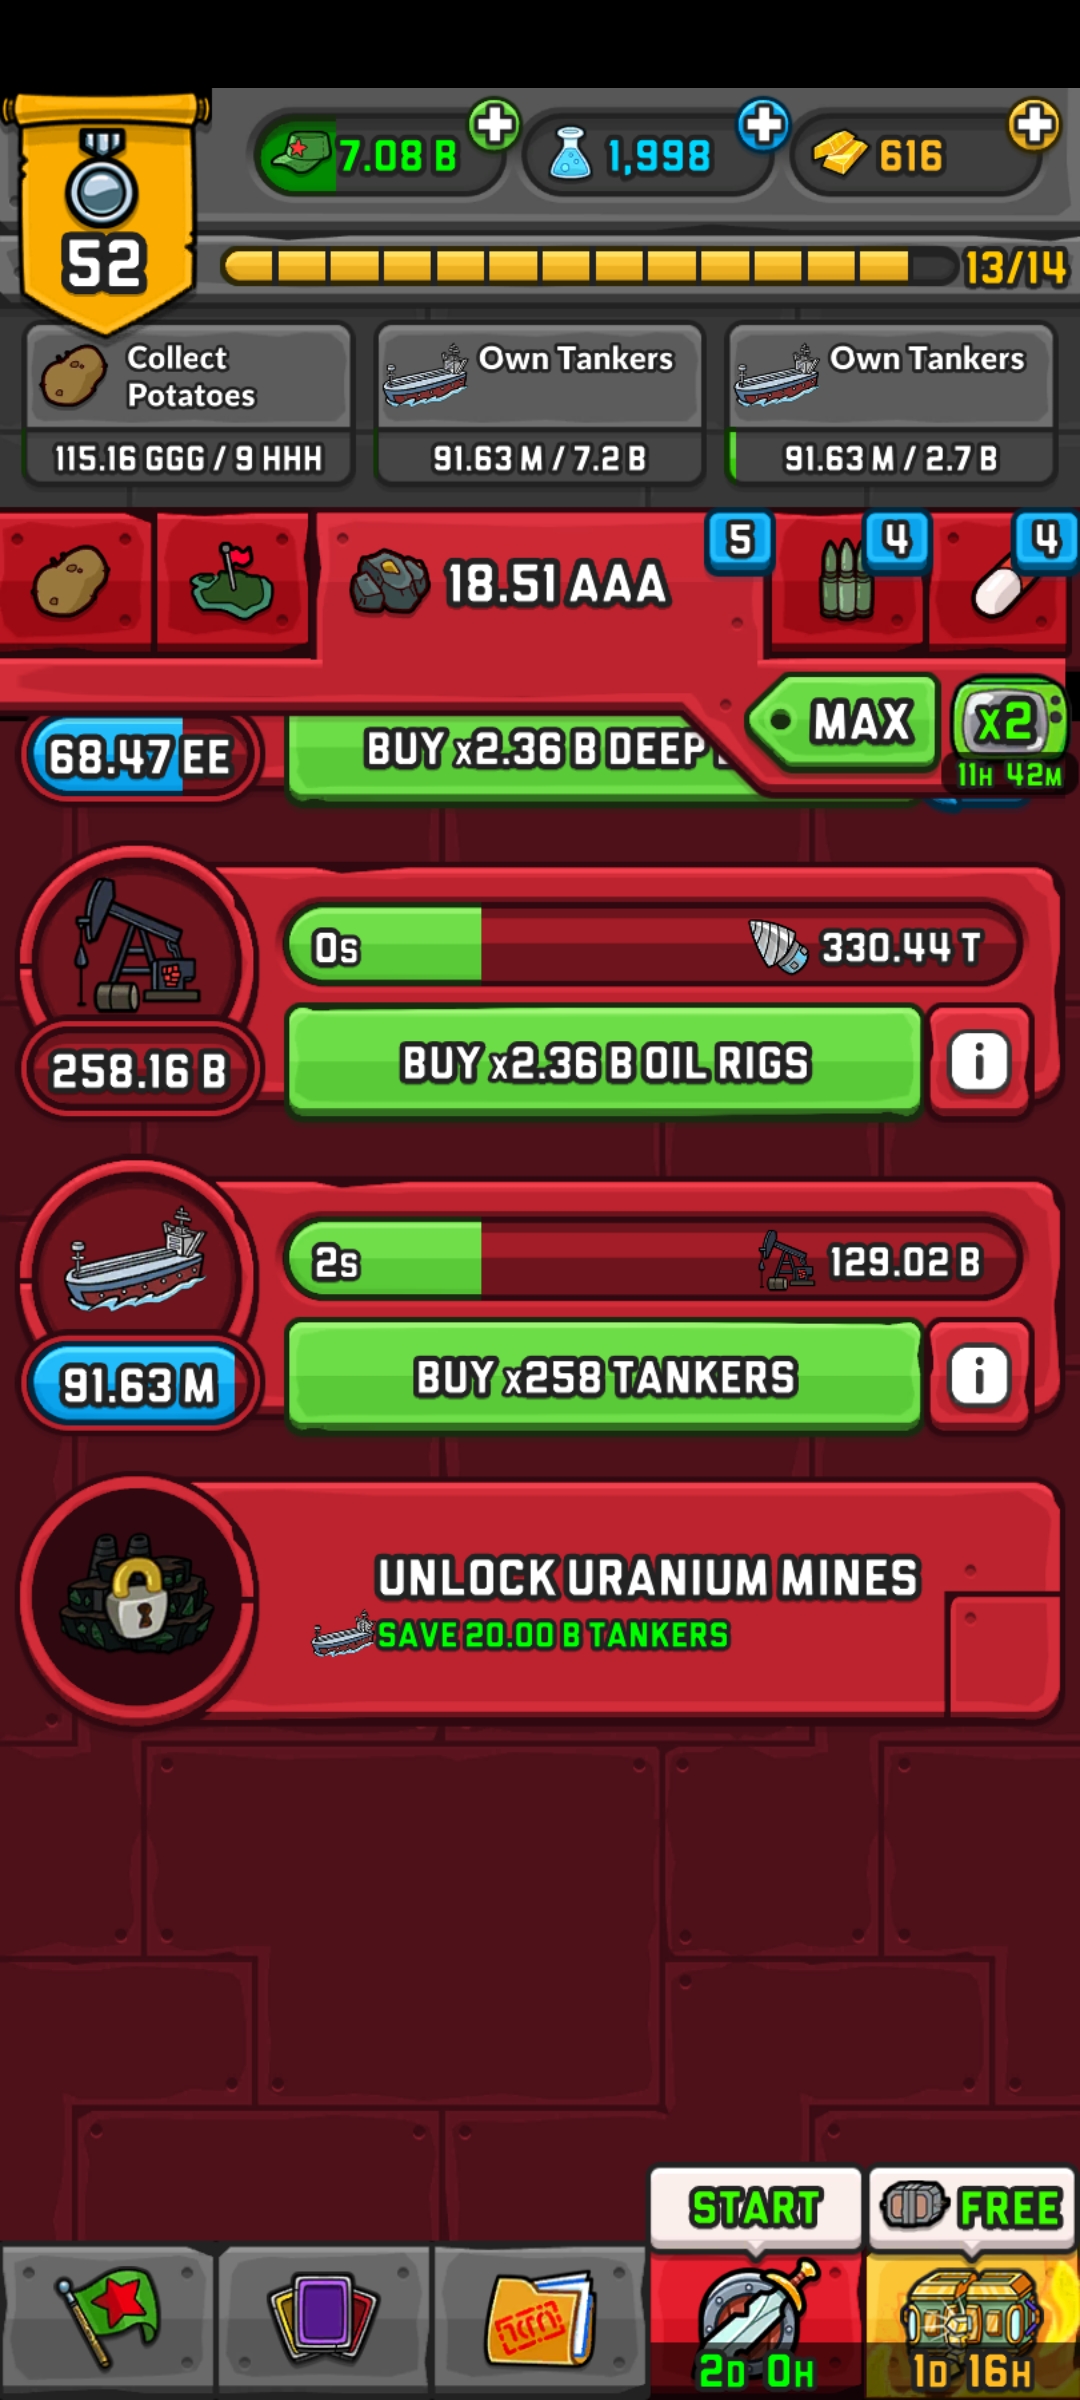 7.08 B
1,998
616
52
13/14
Collect
Potatoes
115.16 GGG / 9 HHH
Own Tankers
91.63 M / 7.2 B
Own Tankers
91.63 M / 2.7 B
18.51 AAA
5
4
4
MAX
x2
11H 42M
68.47 EE
BUY x2.36 B DEEP
0s
330.44 T
258.16 B
BUY x2.36 B OIL RIGS
i
2s
129.02 B
91.63 M
BUY x258 TANKERS
i
UNLOCK URANIUM MINES
SAVE 20.00 B TANKERS
START
FREE
2D 0H
1D 16H